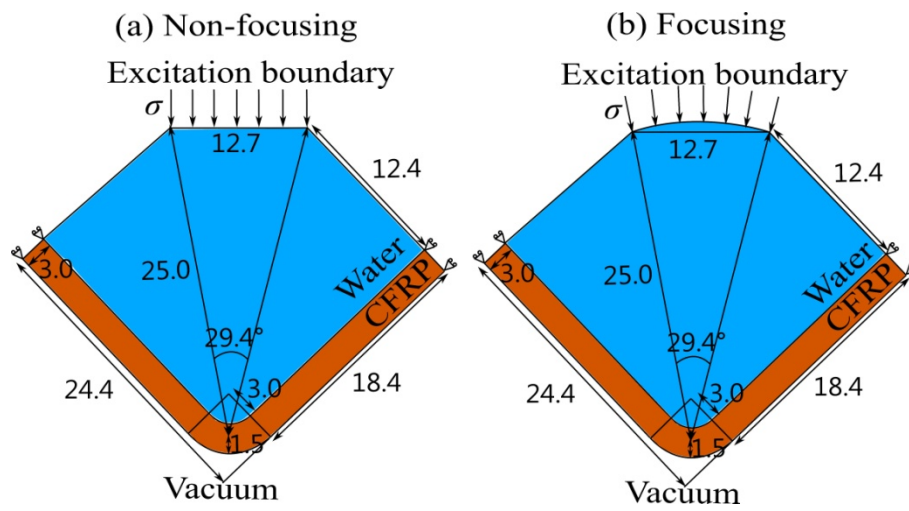 (a) Non-focusing
Excitation boundary
σ
12.7
12.4
3.0
25.0
Water
CFRP
29.4°
24.4
3.0
18.4
1.5
Vacuum
(b) Focusing
Excitation boundary
σ
12.7
12.4
3.0
25.0
Water
CFRP
29.4°
24.4
3.0
18.4
1.5
Vacuum